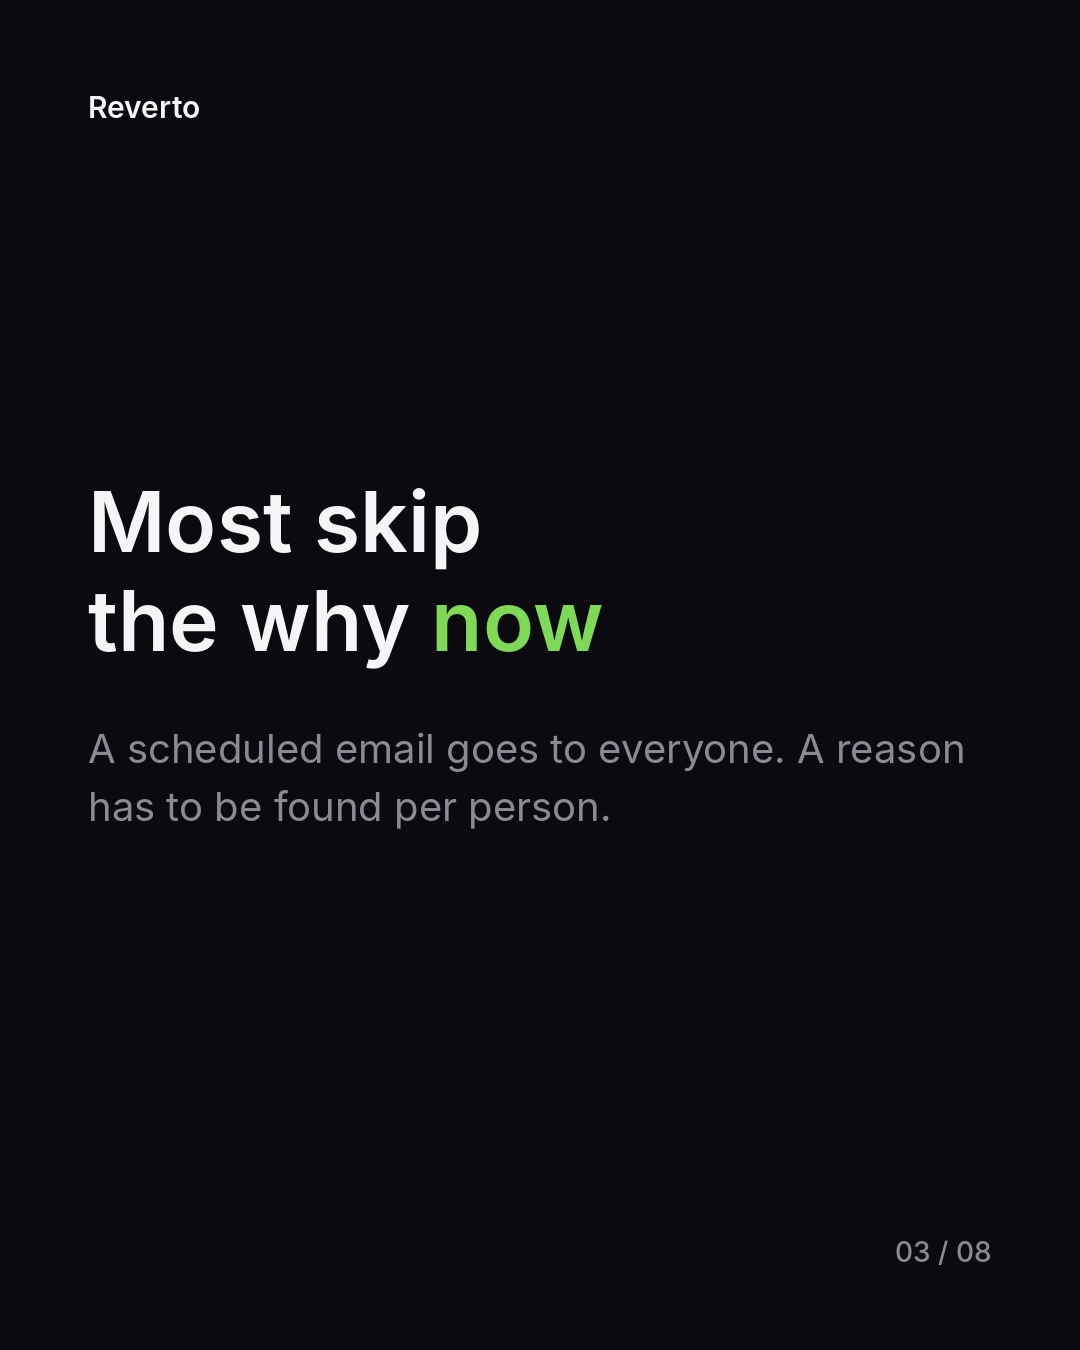 Reverto
Most skip
the why now
A scheduled email goes to everyone. A reason
has to be found per person.
03 / 08